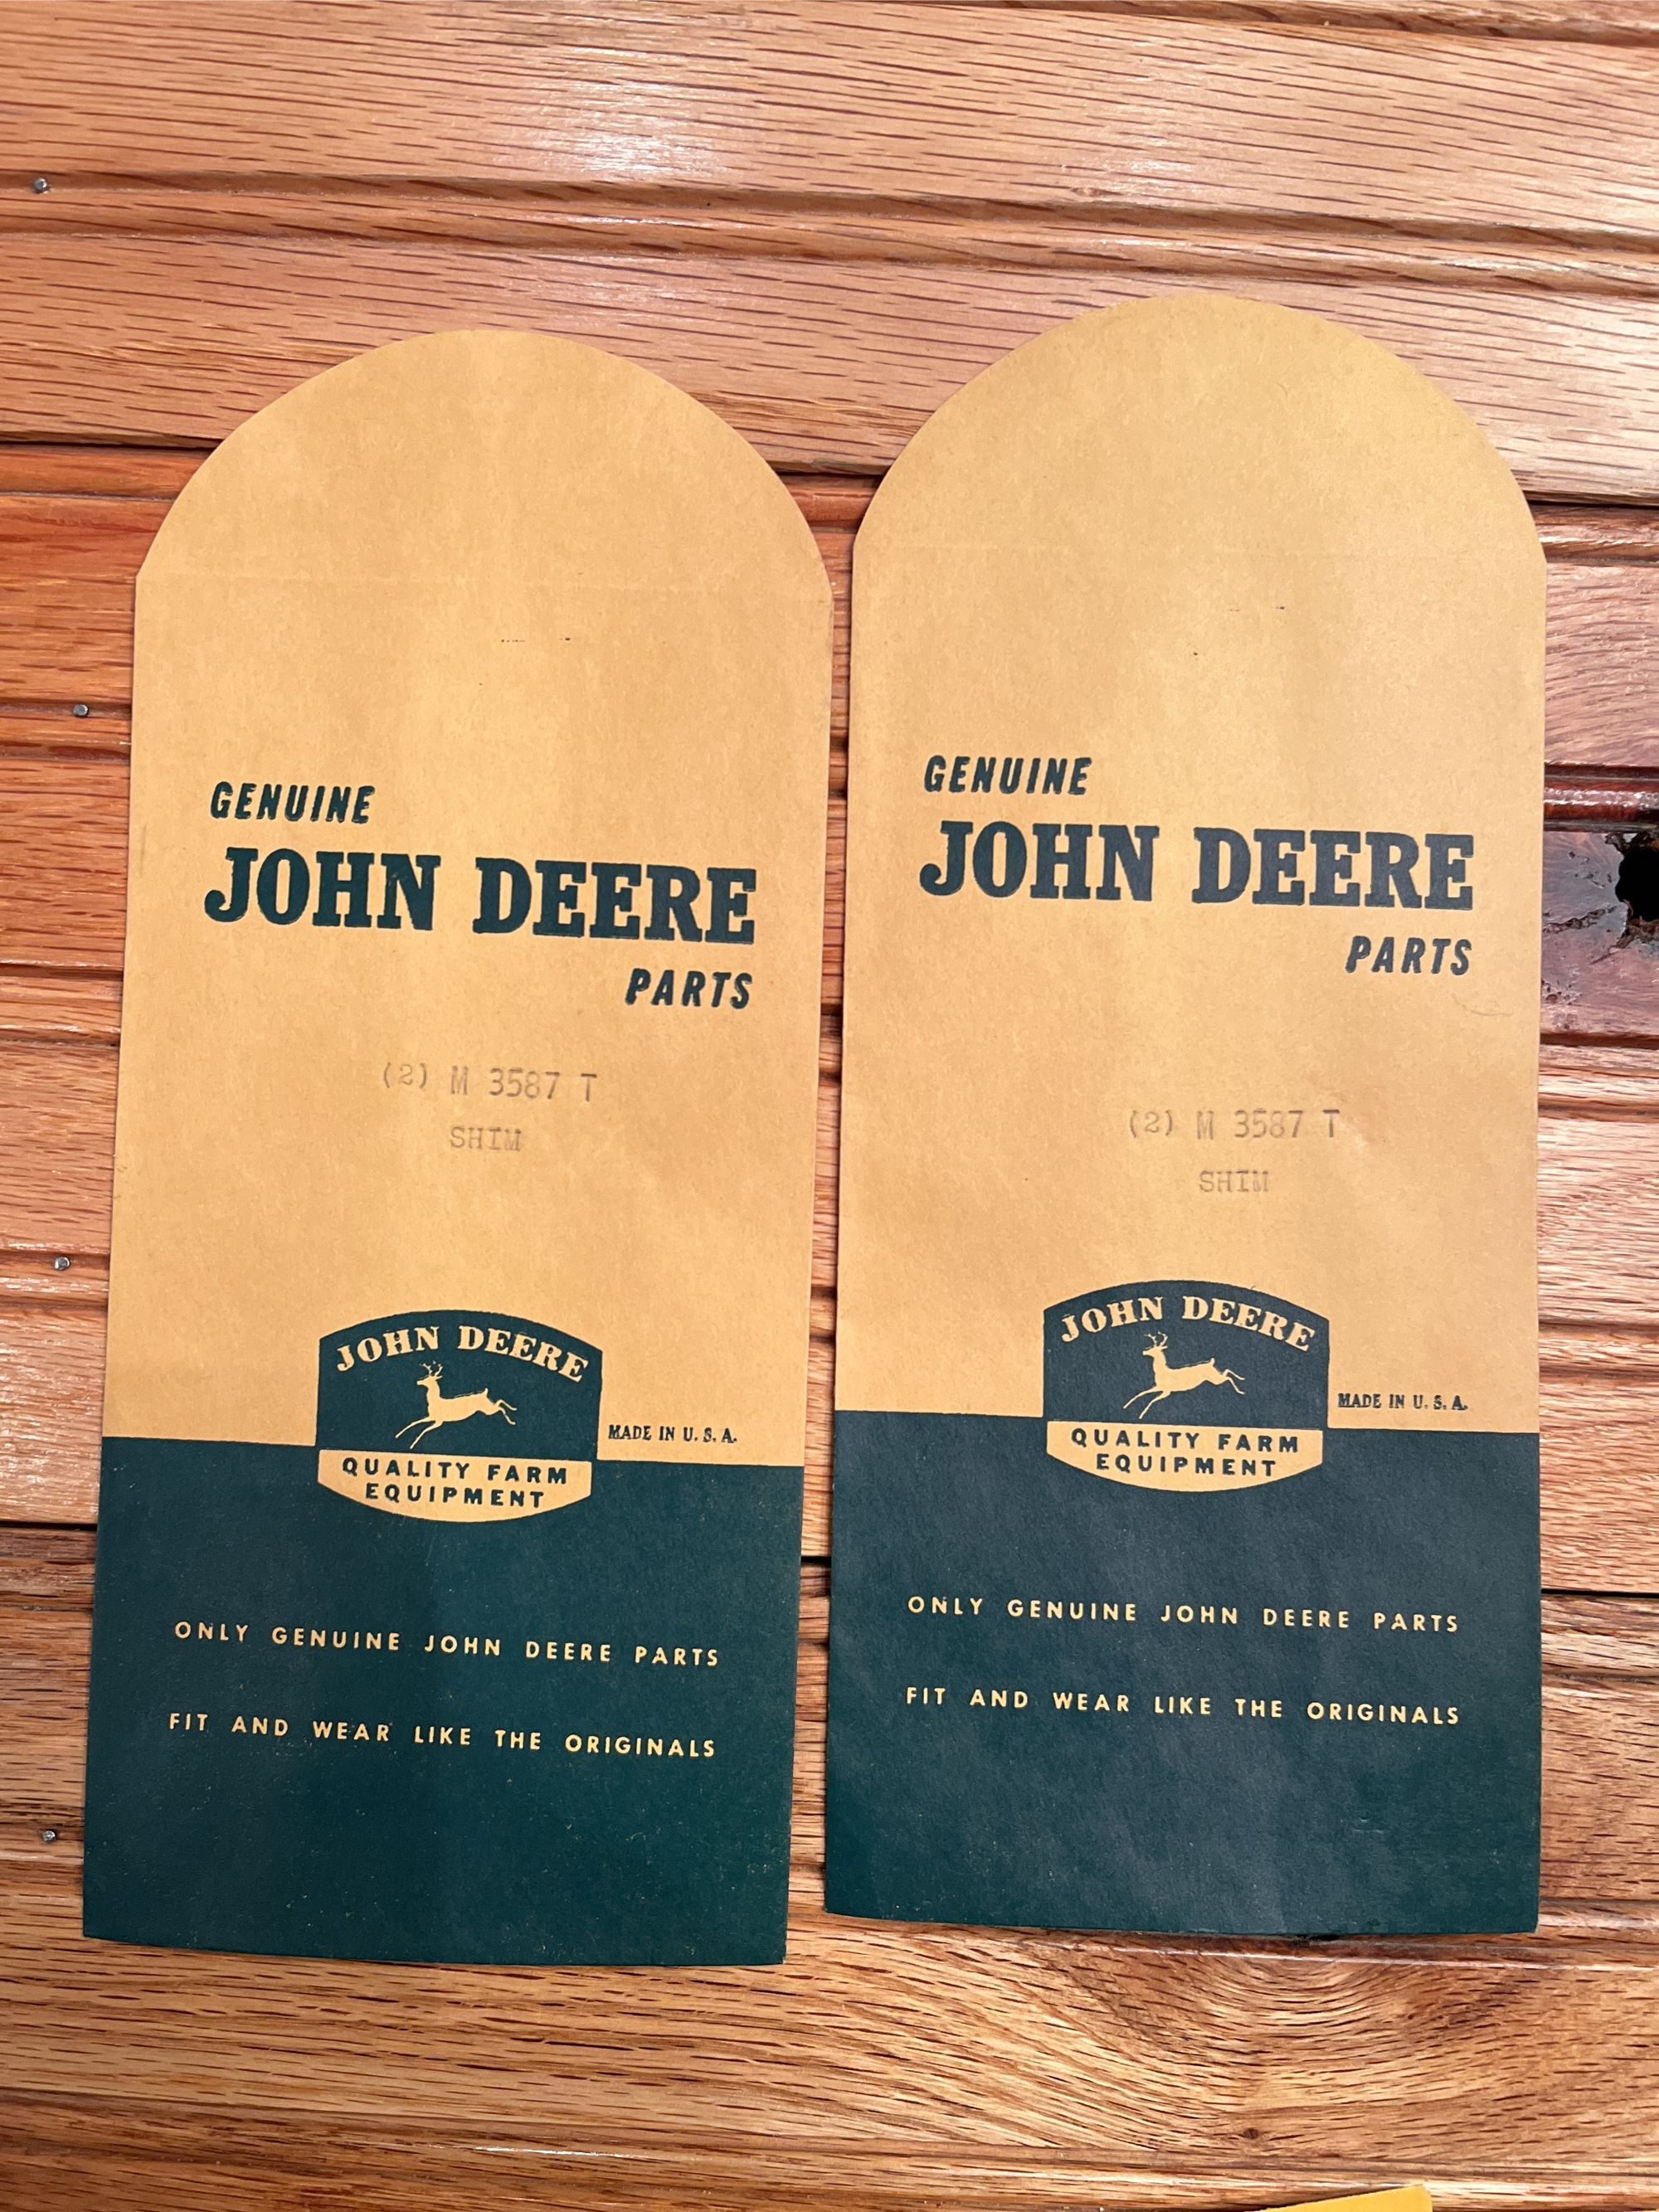 GENUINE
JOHN DEERE
PARTS
(2) M 3587 T
SHIM
JOHN DEERE
MADE IN U. S. A.
QUALITY FARM
EQUIPMENT
ONLY GENUINE JOHN DEERE PARTS
FIT AND WEAR LIKE THE ORIGINALS
GENUINE
JOHN DEERE
PARTS
(2) M 3587 T
SHIM
JOHN DEERE
MADE IN U. S. A.
QUALITY FARM
EQUIPMENT
ONLY GENUINE JOHN DEERE PARTS
FIT AND WEAR LIKE THE ORIGINALS